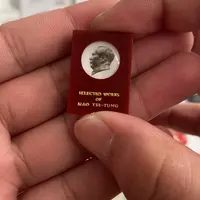 SELECTED WORKS
OF
MAO TSE-TUNG